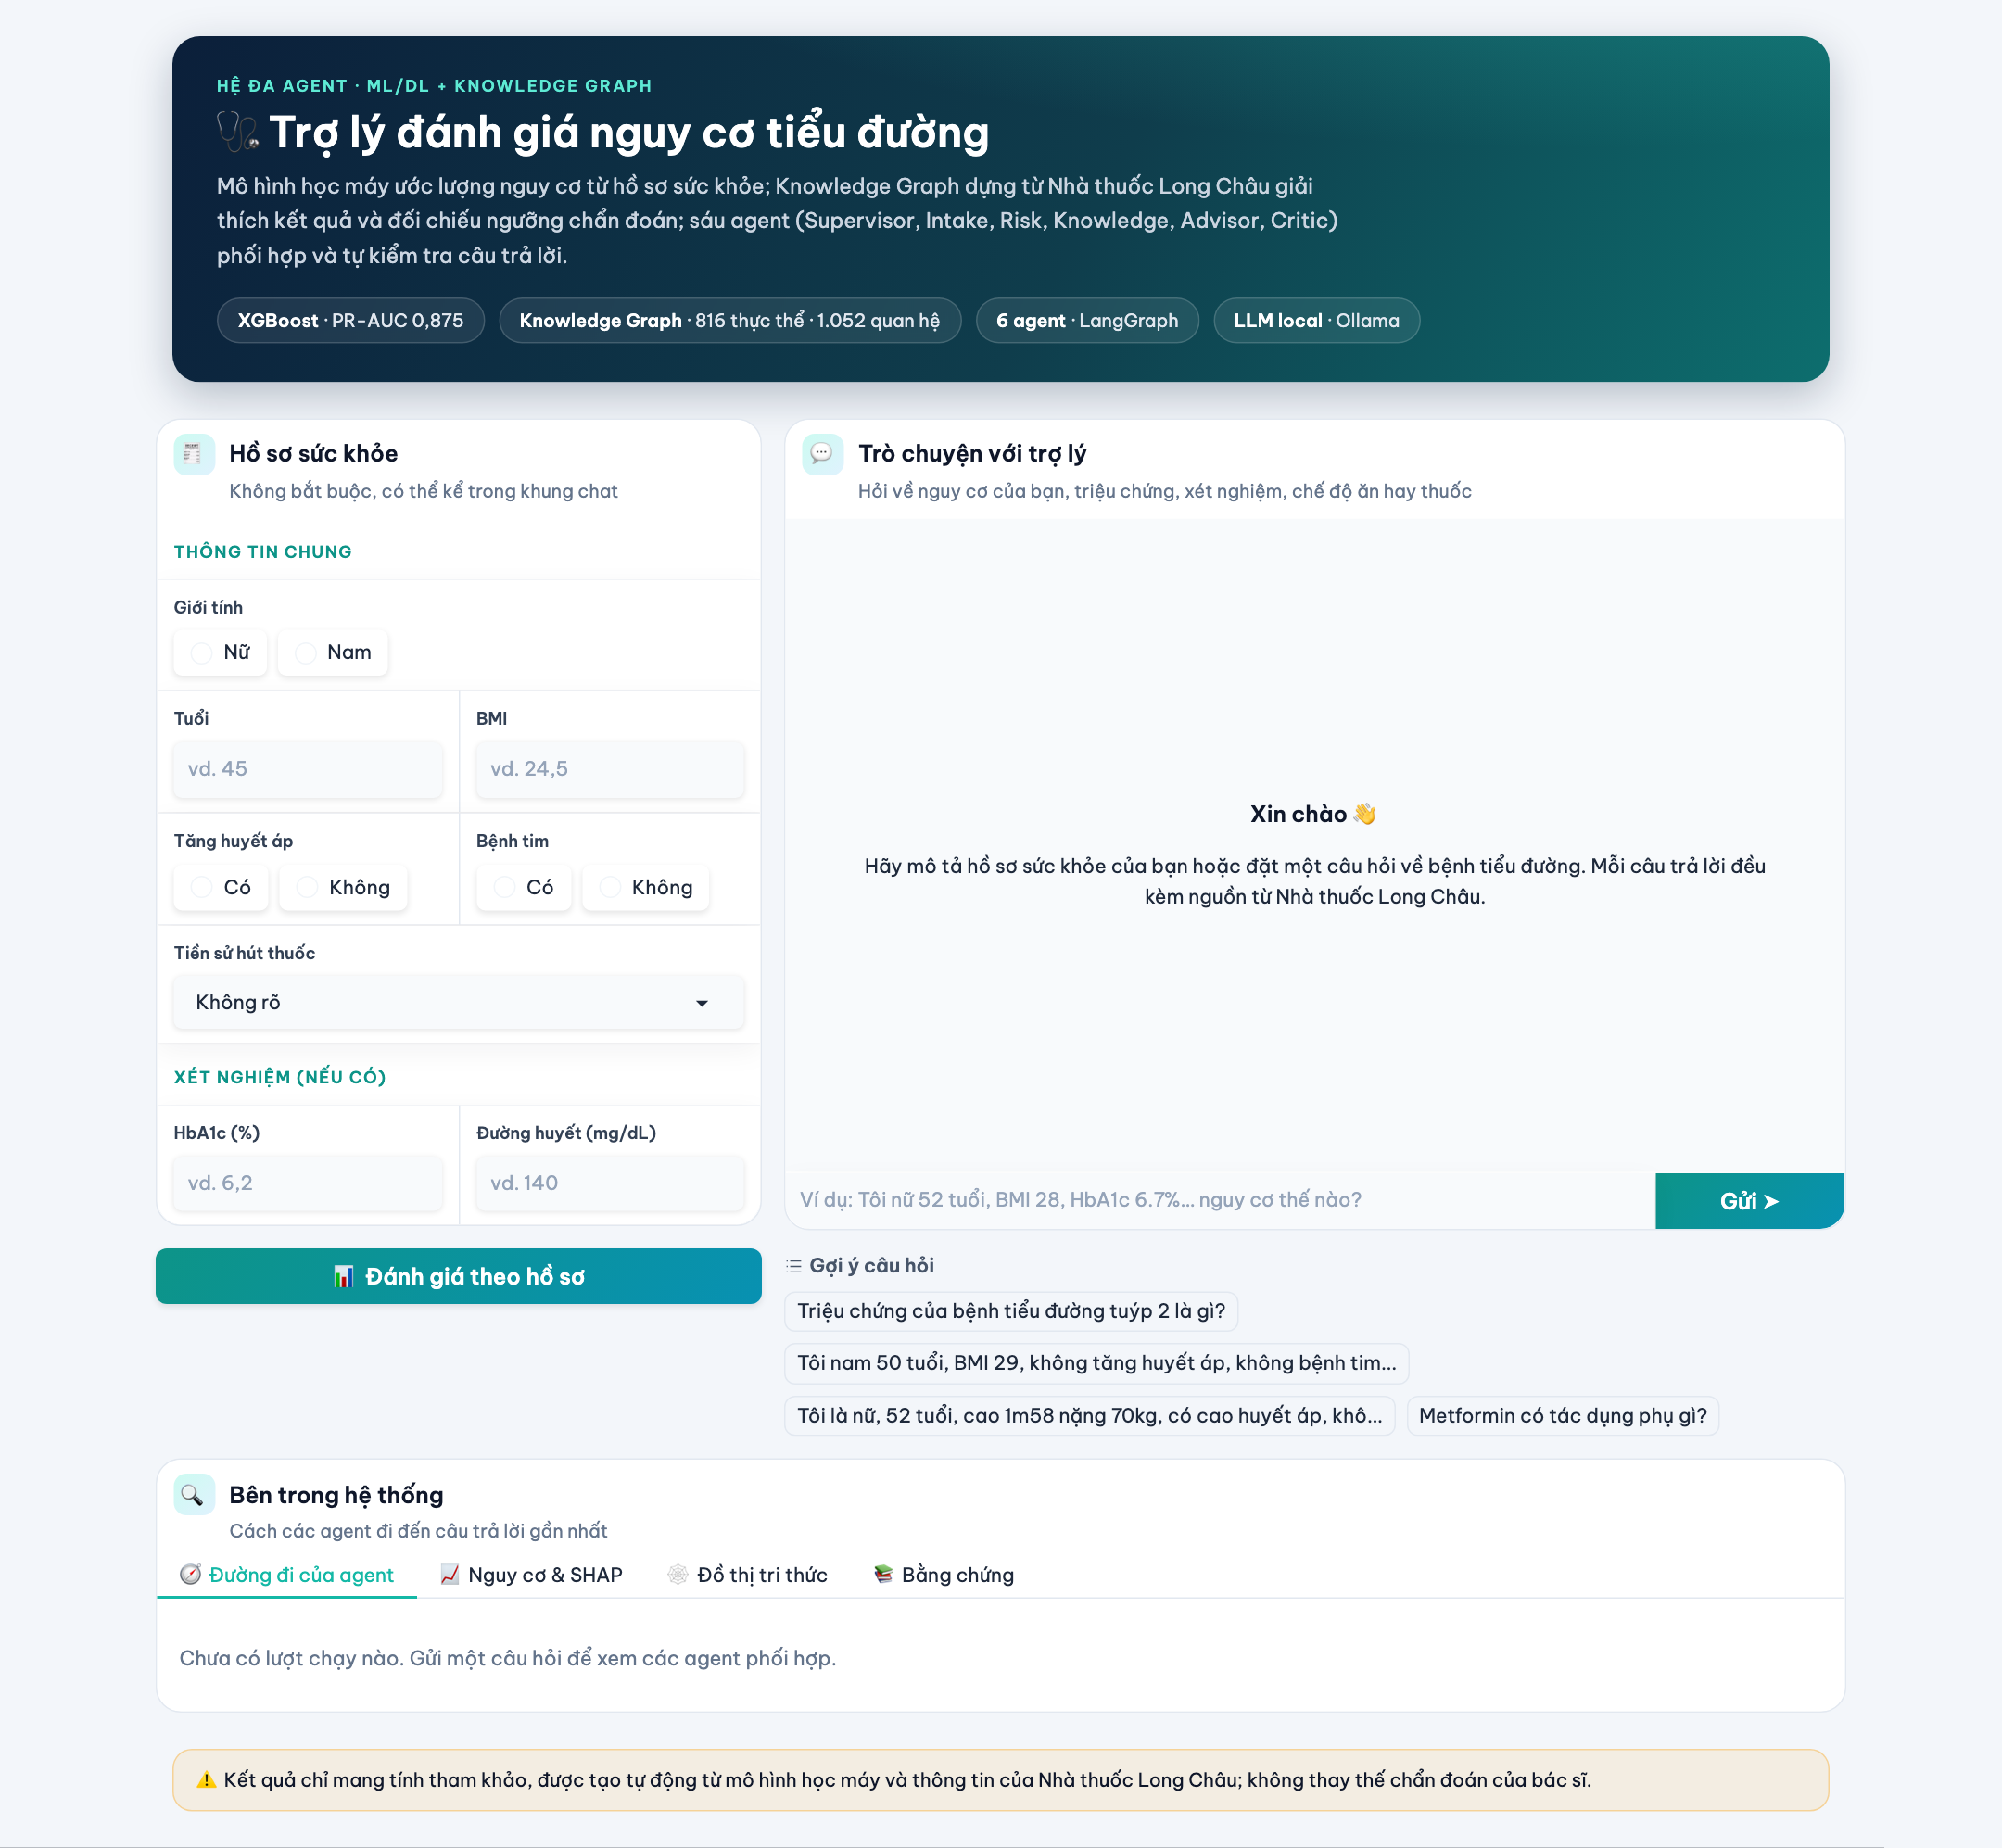 HỆ ĐA AGENT · ML/DL + KNOWLEDGE GRAPH
🩺 Trợ lý đánh giá nguy cơ tiểu đường
Mô hình học máy ước lượng nguy cơ từ hồ sơ sức khỏe; Knowledge Graph dựng từ Nhà thuốc Long Châu giải
thích kết quả và đối chiếu ngưỡng chẩn đoán; sáu agent (Supervisor, Intake, Risk, Knowledge, Advisor, Critic)
phối hợp và tự kiểm tra câu trả lời.
XGBoost · PR-AUC 0,875
Knowledge Graph · 816 thực thể · 1.052 quan hệ
6 agent · LangGraph
LLM local · Ollama
Hồ sơ sức khỏe
Không bắt buộc, có thể kể trong khung chat
THÔNG TIN CHUNG
Giới tính
Nữ Nam
Tuổi BMI
vd. 45 vd. 24,5
Tăng huyết áp Bệnh tim
Có Không Có Không
Tiền sử hút thuốc
Không rõ
XÉT NGHIỆM (NẾU CÓ)
HbA1c (%) Đường huyết (mg/dL)
vd. 6,2 vd. 140
📊 Đánh giá theo hồ sơ
Trò chuyện với trợ lý
Hỏi về nguy cơ của bạn, triệu chứng, xét nghiệm, chế độ ăn hay thuốc
Xin chào 👋
Hãy mô tả hồ sơ sức khỏe của bạn hoặc đặt một câu hỏi về bệnh tiểu đường. Mỗi câu trả lời đều
kèm nguồn từ Nhà thuốc Long Châu.
Ví dụ: Tôi nữ 52 tuổi, BMI 28, HbA1c 6.7%... nguy cơ thế nào?
Gửi ➤
Gợi ý câu hỏi
Triệu chứng của bệnh tiểu đường tuýp 2 là gì?
Tôi nam 50 tuổi, BMI 29, không tăng huyết áp, không bệnh tim...
Tôi là nữ, 52 tuổi, cao 1m58 nặng 70kg, có cao huyết áp, khô...
Metformin có tác dụng phụ gì?
Bên trong hệ thống
Cách các agent đi đến câu trả lời gần nhất
🧭 Đường đi của agent
📈 Nguy cơ & SHAP
🕸️ Đồ thị tri thức
📚 Bằng chứng
Chưa có lượt chạy nào. Gửi một câu hỏi để xem các agent phối hợp.
⚠️ Kết quả chỉ mang tính tham khảo, được tạo tự động từ mô hình học máy và thông tin của Nhà thuốc Long Châu; không thay thế chẩn đoán của bác sĩ.